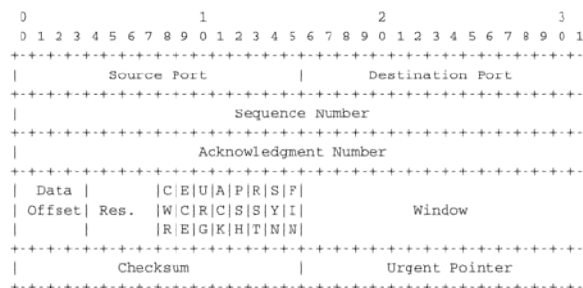 0                   1                   2                   3
0 1 2 3 4 5 6 7 8 9 0 1 2 3 4 5 6 7 8 9 0 1 2 3 4 5 6 7 8 9 0 1
+-+-+-+-+-+-+-+-+-+-+-+-+-+-+-+-+-+-+-+-+-+-+-+-+-+-+-+-+-+-+-+-
|          Source Port          |       Destination Port
+-+-+-+-+-+-+-+-+-+-+-+-+-+-+-+-+-+-+-+-+-+-+-+-+-+-+-+-+-+-+-+-
|                        Sequence Number
+-+-+-+-+-+-+-+-+-+-+-+-+-+-+-+-+-+-+-+-+-+-+-+-+-+-+-+-+-+-+-+-
|                    Acknowledgment Number
+-+-+-+-+-+-+-+-+-+-+-+-+-+-+-+-+-+-+-+-+-+-+-+-+-+-+-+-+-+-+-+-
|  Data |       |C|E|U|A|P|R|S|F|
| Offset| Res.  |W|C|R|C|S|S|Y|I|            Window
|       |       |R|E|G|K|H|T|N|N|
+-+-+-+-+-+-+-+-+-+-+-+-+-+-+-+-+-+-+-+-+-+-+-+-+-+-+-+-+-+-+-+-
|           Checksum            |         Urgent Pointer
+-+-+-+-+-+-+-+-+-+-+-+-+-+-+-+-+-+-+-+-+-+-+-+-+-+-+-+-+-+-+-+-